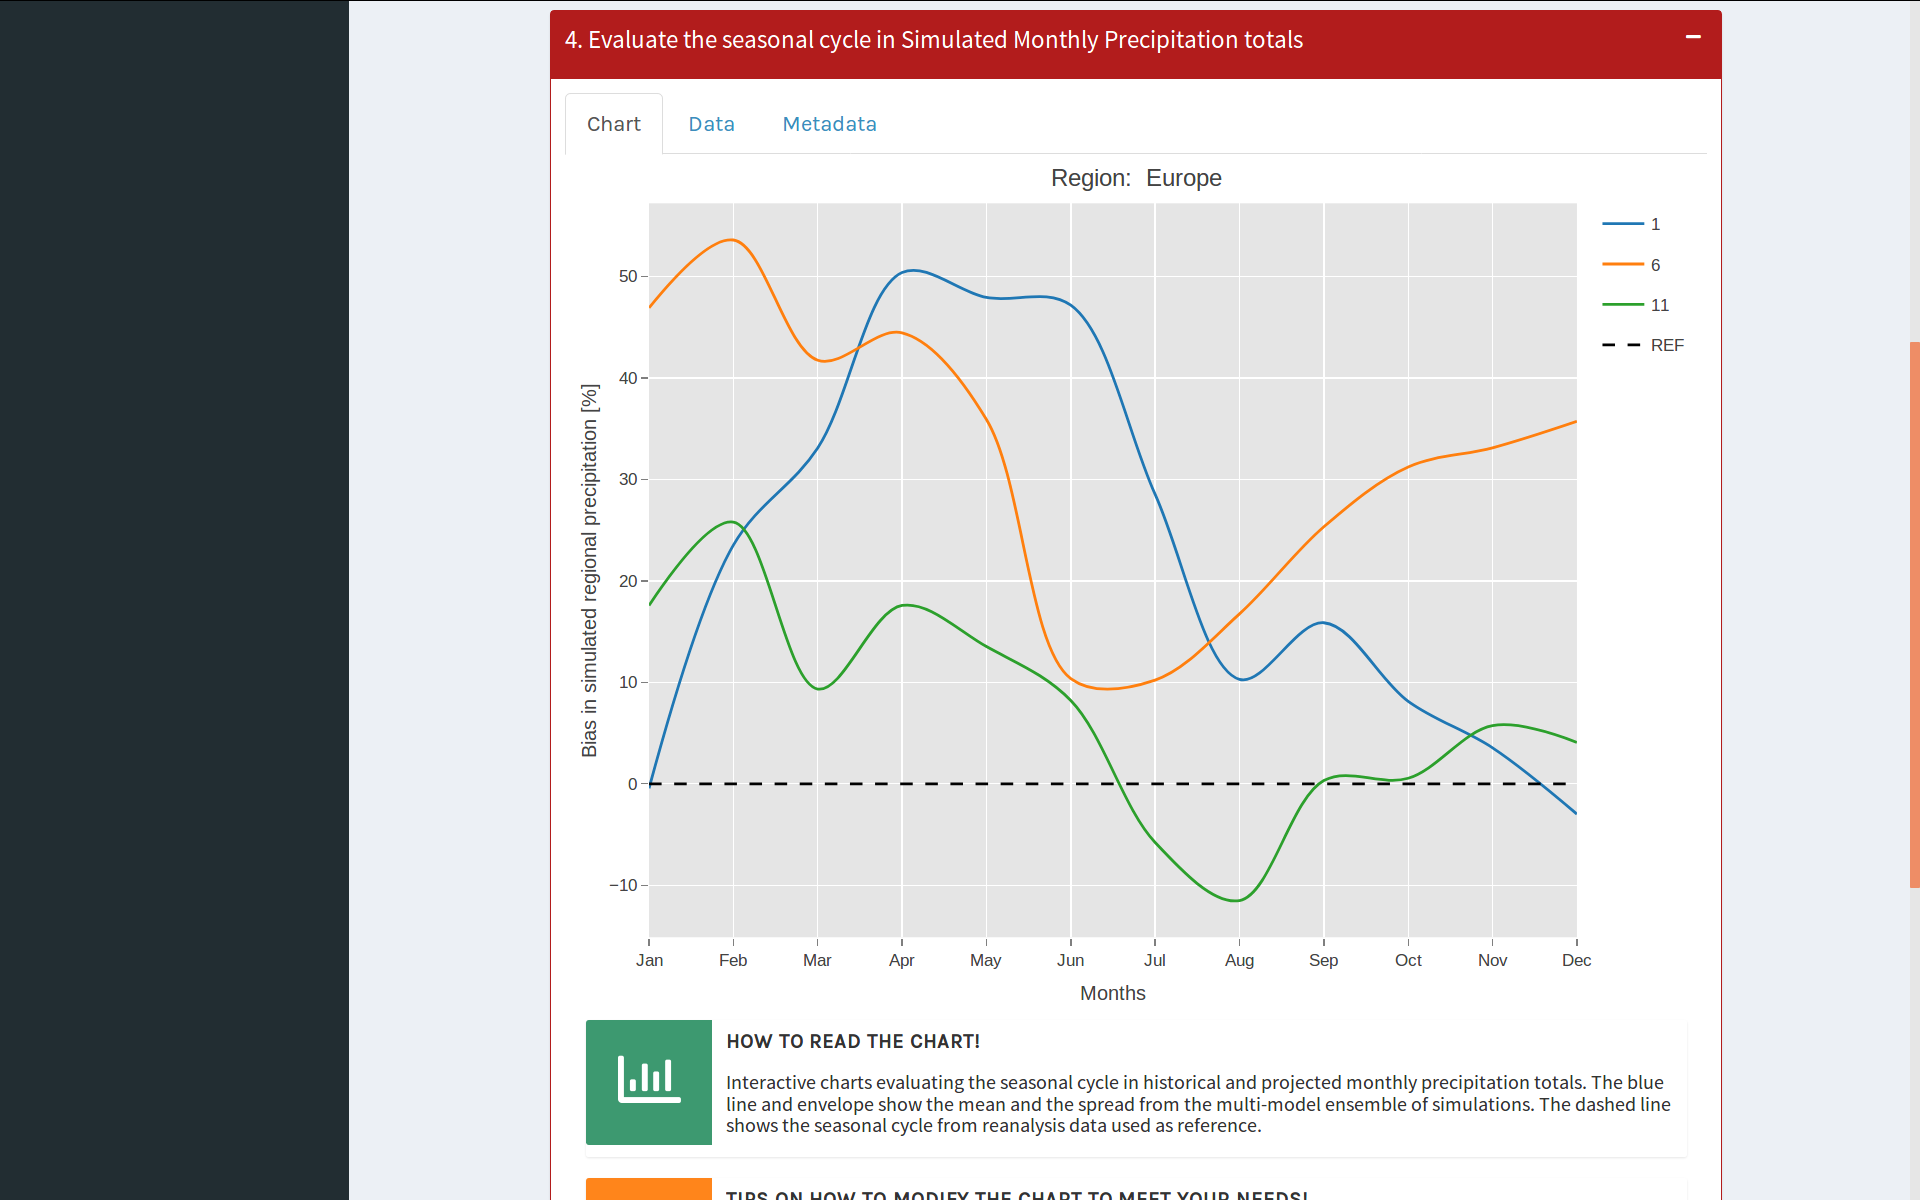 4. Evaluate the seasonal cycle in Simulated Monthly Precipitation totals
Chart Data Metadata
Region: Europe
1
6
11
REF
Bias in simulated regional precipitation [%]
50
40
30
20
10
0
−10
Jan Feb Mar Apr May Jun Jul Aug Sep Oct Nov Dec
Months
HOW TO READ THE CHART!
Interactive charts evaluating the seasonal cycle in historical and projected monthly precipitation totals. The blue
line and envelope show the mean and the spread from the multi-model ensemble of simulations. The dashed line
shows the seasonal cycle from reanalysis data used as reference.
TIPS ON HOW TO MODIFY THE CHART TO MEET YOUR NEEDS!